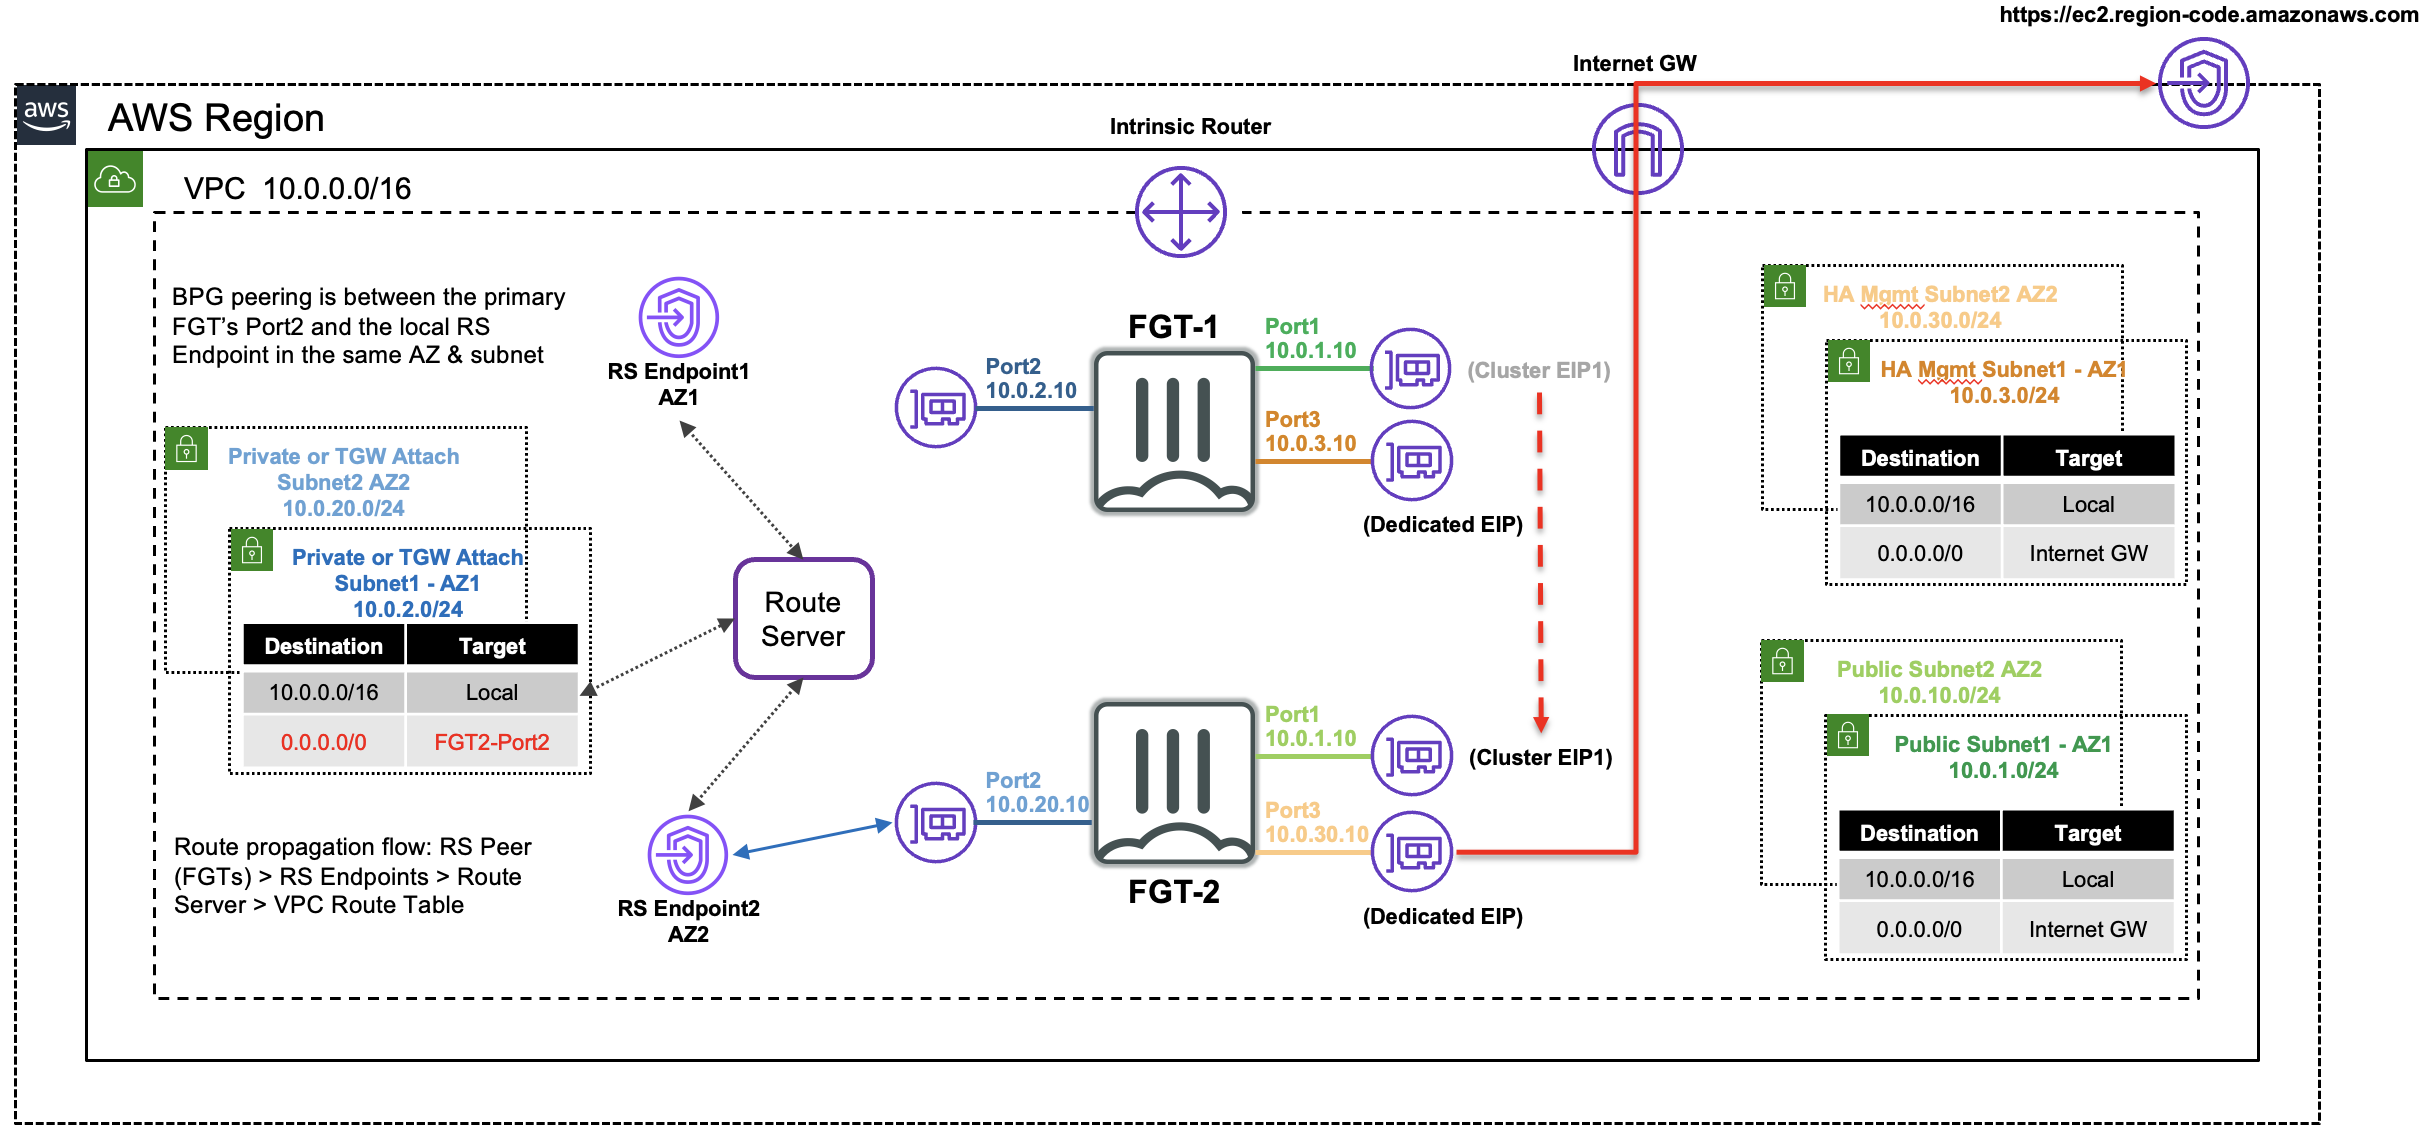 https://ec2.region-code.amazonaws.com
Internet GW
aws
AWS Region
Intrinsic Router
VPC 10.0.0.0/16
BPG peering is between the primary
FGT's Port2 and the local RS
Endpoint in the same AZ & subnet
RS Endpoint1
AZ1
Private or TGW Attach
Subnet2 AZ2
10.0.20.0/24
Private or TGW Attach
Subnet1 - AZ1
10.0.2.0/24
Destination Target
10.0.0.0/16 Local
0.0.0.0/0 FGT2-Port2
Route
Server
Route propagation flow: RS Peer
(FGTs) > RS Endpoints > Route
Server > VPC Route Table
RS Endpoint2
AZ2
FGT-1
Port2
10.0.2.10
Port1
10.0.1.10
(Cluster EIP1)
Port3
10.0.3.10
(Dedicated EIP)
Port2
10.0.20.10
Port1
10.0.1.10
(Cluster EIP1)
Port3
10.0.30.10
FGT-2
(Dedicated EIP)
HA Mgmt Subnet2 AZ2
10.0.30.0/24
HA Mgmt Subnet1 - AZ1
10.0.3.0/24
Destination Target
10.0.0.0/16 Local
0.0.0.0/0 Internet GW
Public Subnet2 AZ2
10.0.10.0/24
Public Subnet1 - AZ1
10.0.1.0/24
Destination Target
10.0.0.0/16 Local
0.0.0.0/0 Internet GW